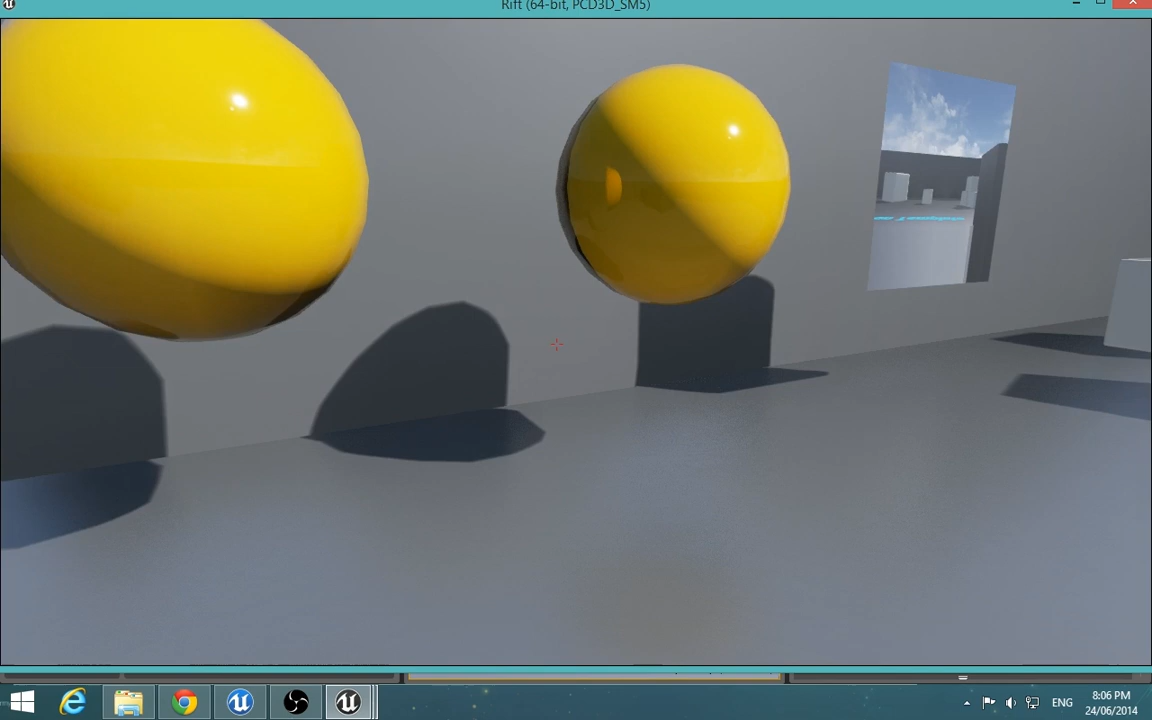 Rift (64-bit, PCD3D_SM5)
ENG
8:06 PM
24/06/2014